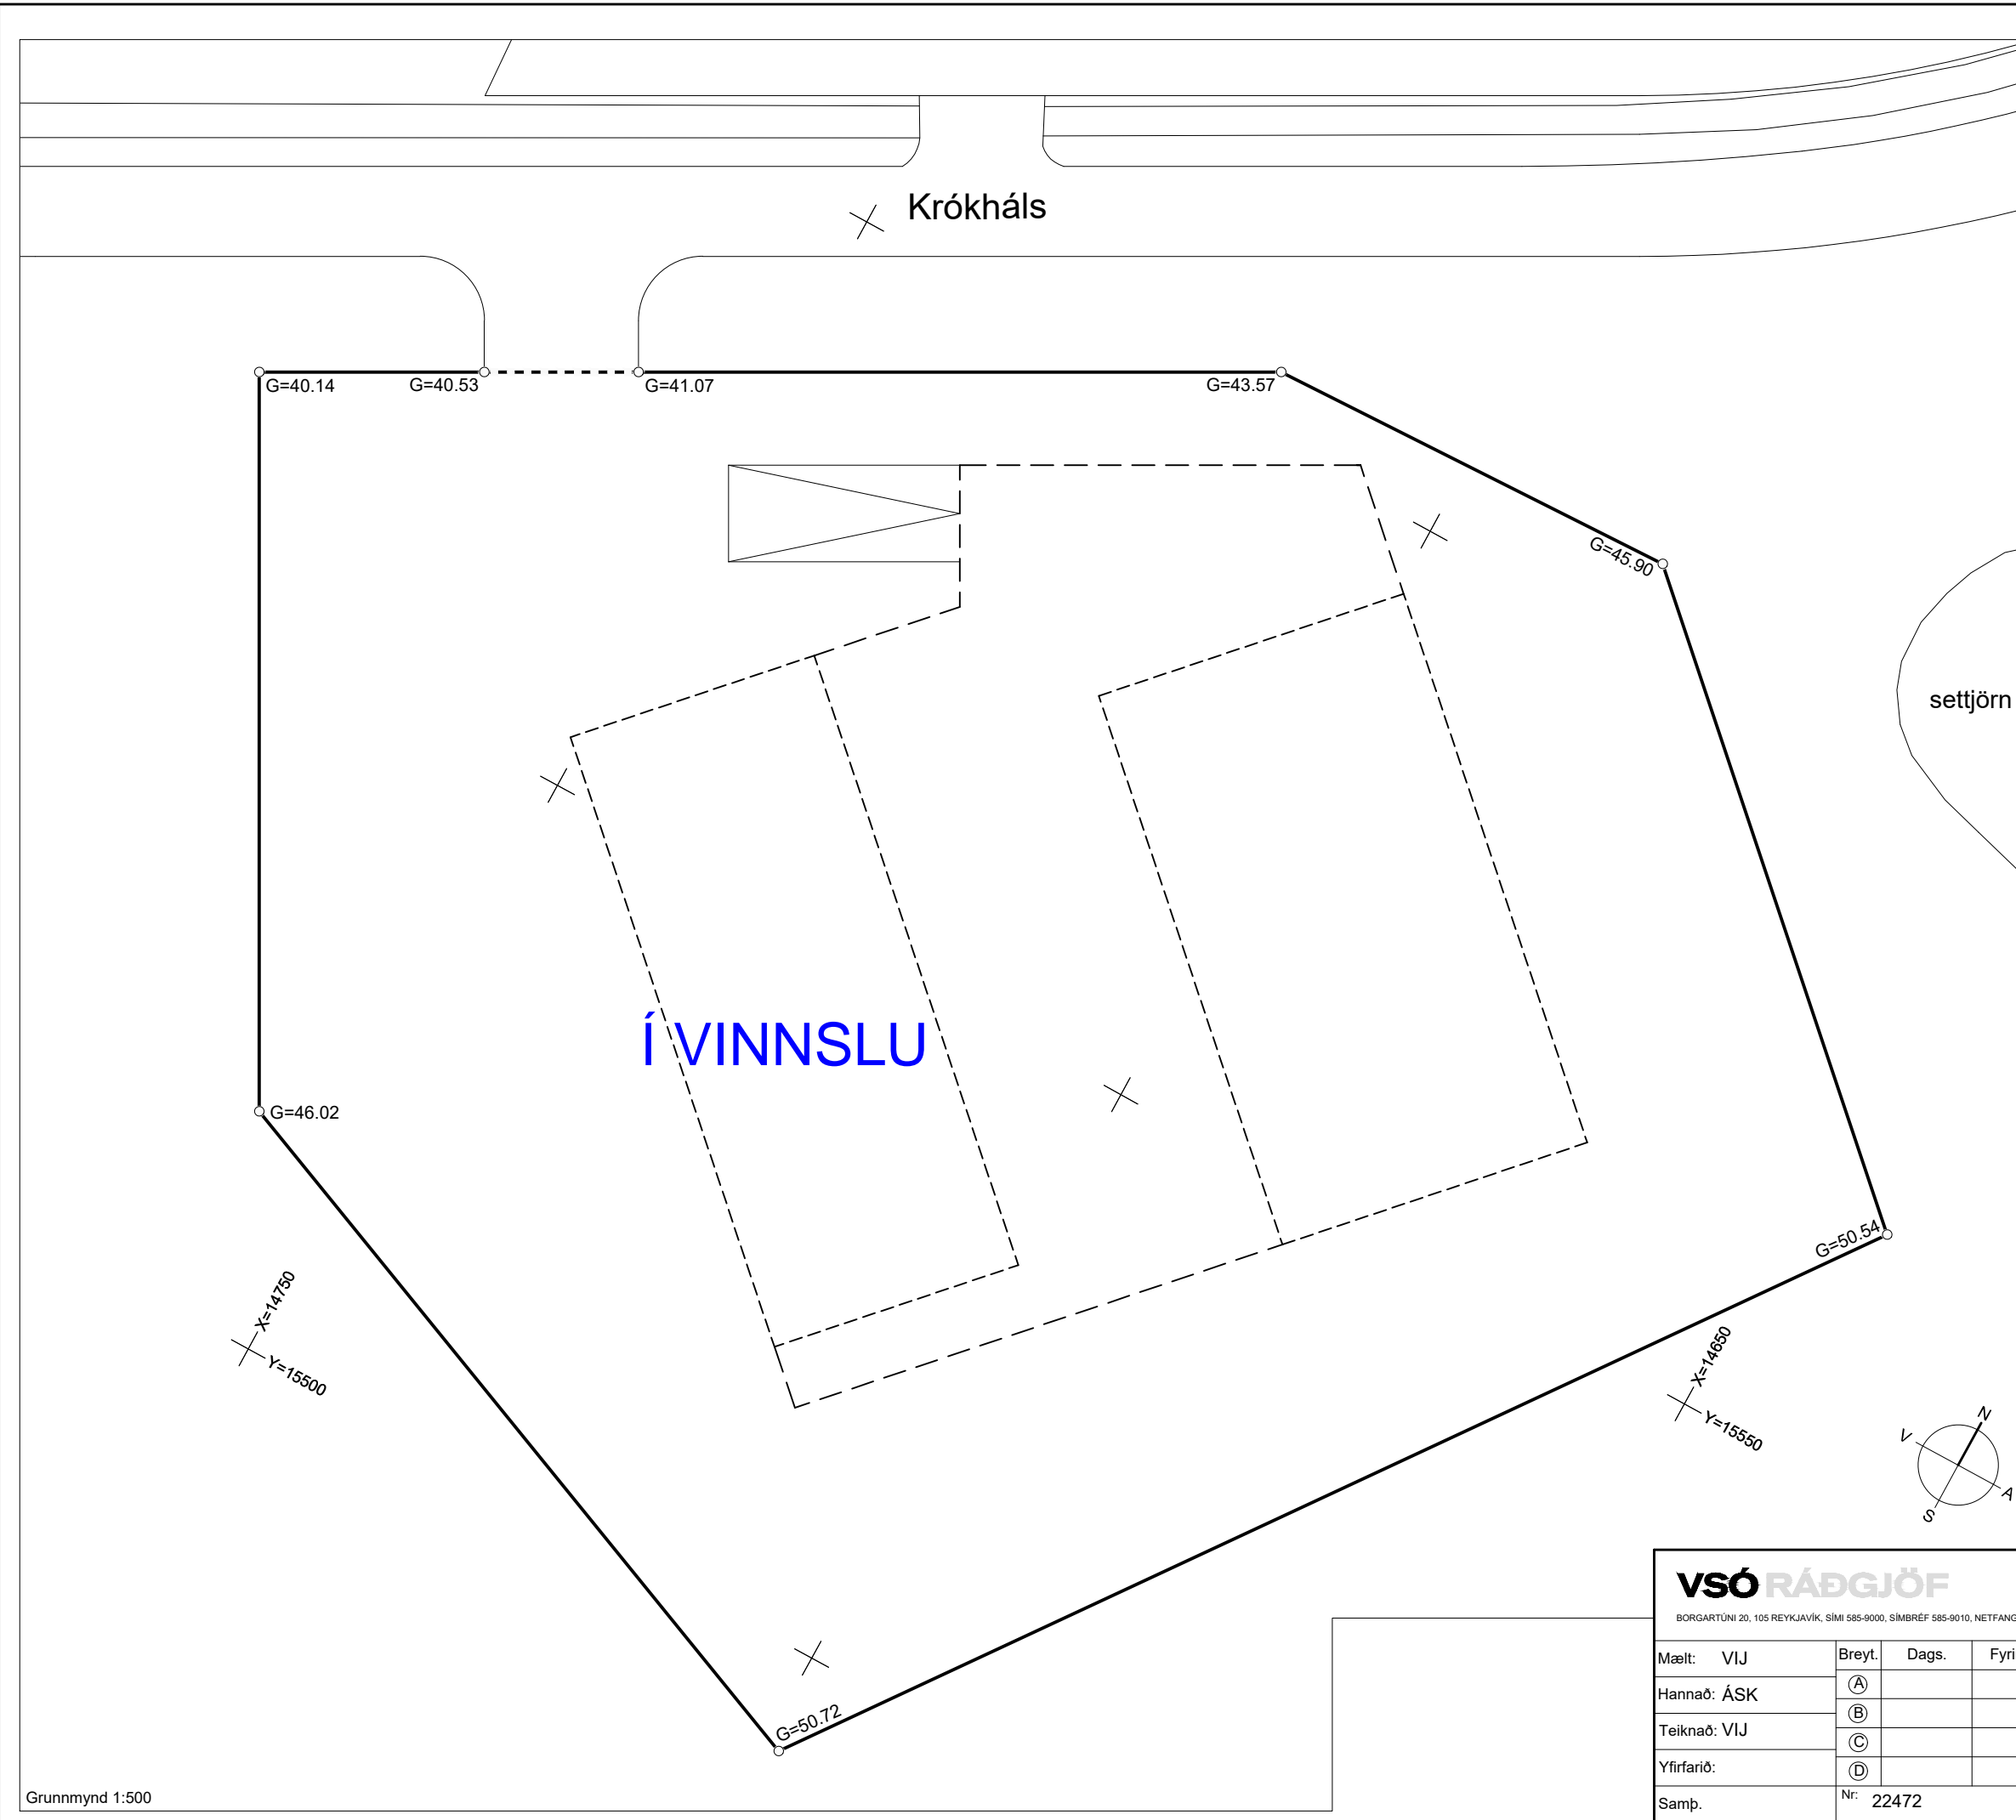 Krókháls
G=40.14
G=40.53
G=41.07
G=43.57
G=45.90
settjörn
Í VINNSLU
G=46.02
G=50.54
X=14750
Y=15500
X=14650
Y=15550
N
V
A
S
G=50.72
VSÓ RÁÐGJÖF
BORGARTÚNI 20, 105 REYKJAVÍK, SÍMI 585-9000, SÍMBRÉF 585-9010, NETFANG
Mælt: VIJ
Breyt. Dags. Fyri
A
Hannað: ÁSK
B
Teiknað: VIJ
C
Yfirfarið:
D
Samþ.
Nr: 22472
Grunnmynd 1:500